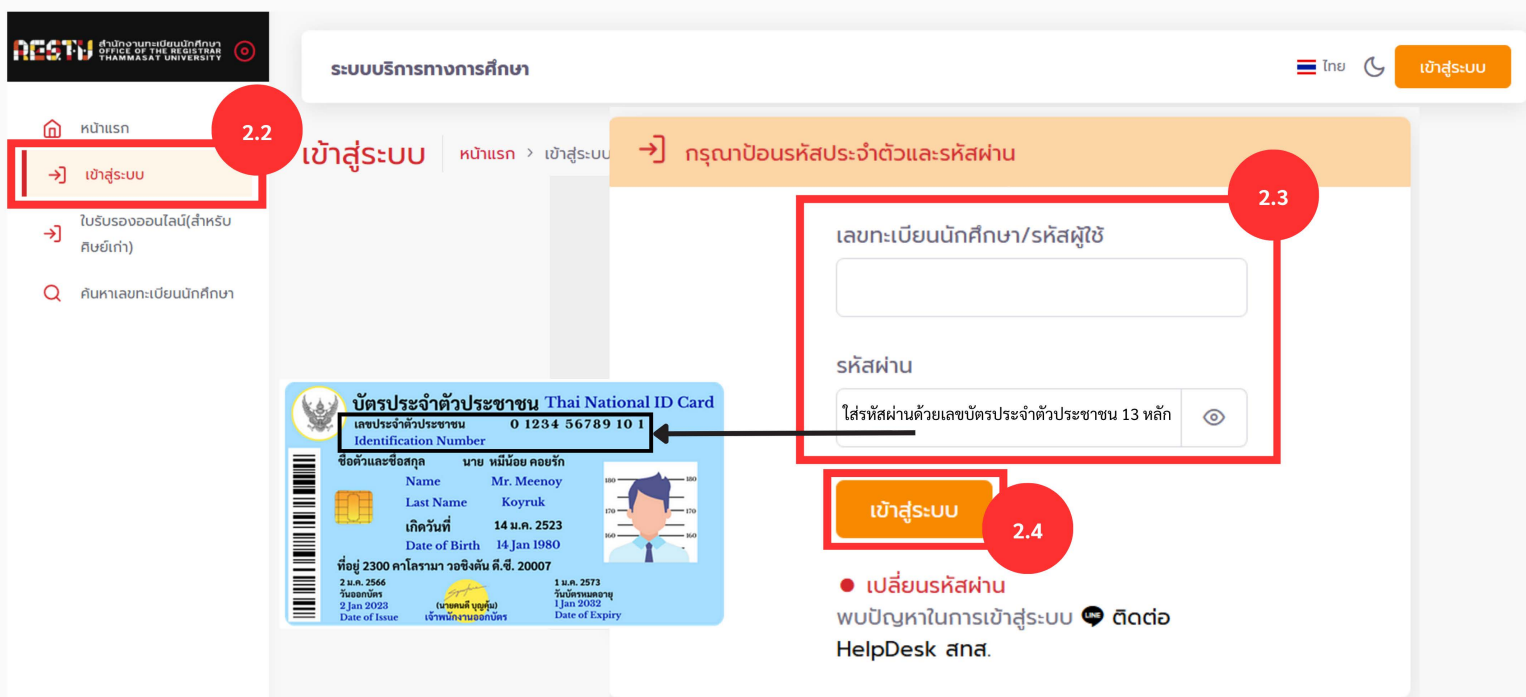 REGTU สำนักงานทะเบียนนักศึกษา
OFFICE OF THE REGISTRAR
THAMMASAT UNIVERSITY
ระบบบริการทางการศึกษา
ไทย
เข้าสู่ระบบ
หน้าแรก
2.2
เข้าสู่ระบบ
ใบรับรองออนไลน์(สำหรับ
ศิษย์เก่า)
ค้นหาเลขทะเบียนนักศึกษา
เข้าสู่ระบบ
หน้าแรก > เข้าสู่ระบบ
กรุณาป้อนรหัสประจำตัวและรหัสผ่าน
2.3
เลขทะเบียนนักศึกษา/รหัสผู้ใช้
รหัสผ่าน
ใส่รหัสผ่านด้วยเลขบัตรประจำตัวประชาชน 13 หลัก
บัตรประจำตัวประชาชน Thai National ID Card
เลขประจำตัวประชาชน 0 1234 56789 10 1
Identification Number
ชื่อตัวและชื่อสกุล นาย หมีน้อย คอยรัก
Name Mr. Meenoy
Last Name Koyruk
เกิดวันที่ 14 ม.ค. 2523
Date of Birth 14 Jan 1980
180 180
170 170
160 160
ที่อยู่ 2300 คาโลรามา วอชิงตัน ดี.ซี. 20007
2 ม.ค. 2566
วันออกบัตร
2 Jan 2023
Date of Issue
(นายคนดี บุญคุ้ม)
เจ้าพนักงานออกบัตร
1 ม.ค. 2573
วันบัตรหมดอายุ
1 Jan 2032
Date of Expiry
เข้าสู่ระบบ
2.4
เปลี่ยนรหัสผ่าน
พบปัญหาในการเข้าสู่ระบบ LINE ติดต่อ
HelpDesk สทส.